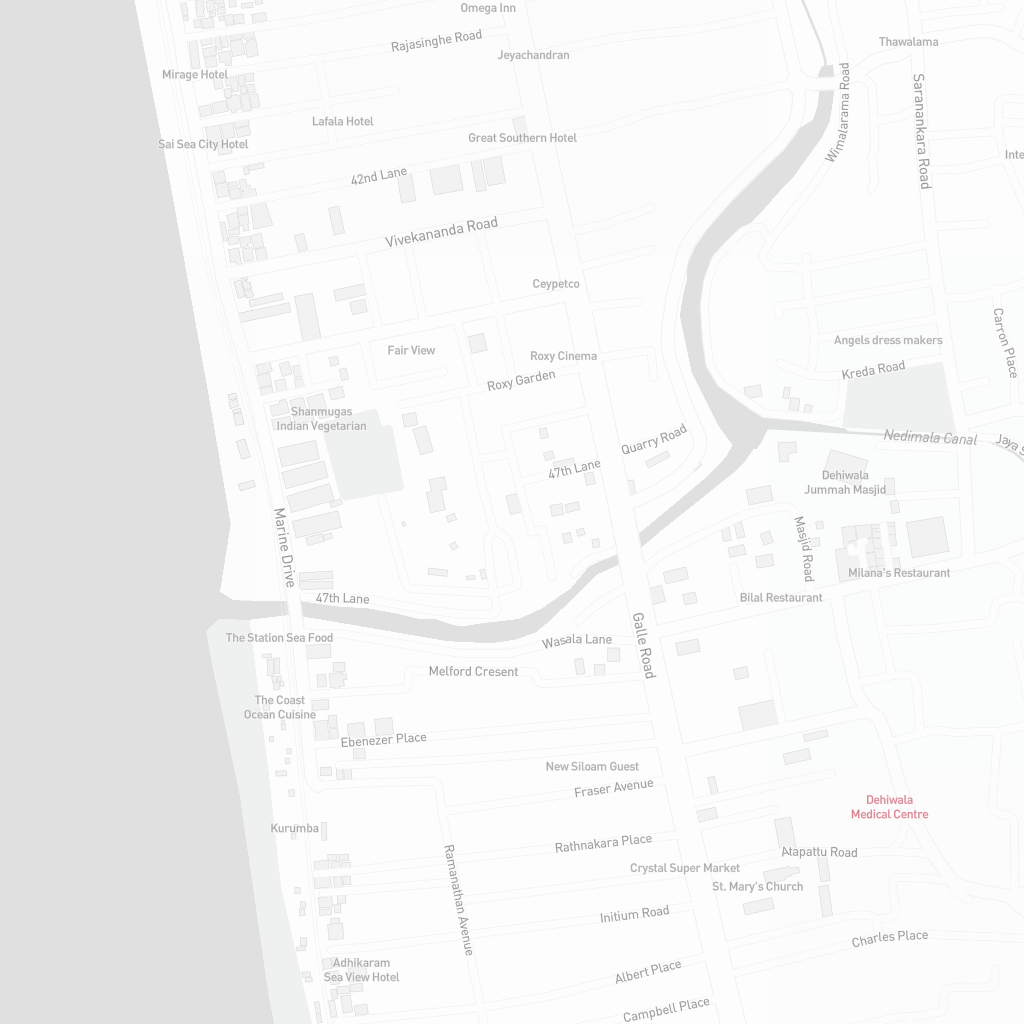 Omega Inn
Rajasinghe Road
Thawalama
Jeyachandran
Mirage Hotel
Wimalarama Road
Saranankara Road
Lafala Hotel
Great Southern Hotel
Sai Sea City Hotel
Inte
42nd Lane
Vivekananda Road
Ceypetco
Carron Place
Angels dress makers
Fair View
Roxy Cinema
Kreda Road
Roxy Garden
Shanmugas
Indian Vegetarian
Quarry Road
Nedimala Canal
Jaya S
47th Lane
Dehiwala
Jummah Masjid
Marine Drive
Masjid Road
Milana's Restaurant
47th Lane
Bilal Restaurant
The Station Sea Food
Wasala Lane
Galle Road
Melford Cresent
The Coast
Ocean Cuisine
Ebenezer Place
New Siloam Guest
Fraser Avenue
Dehiwala
Medical Centre
Kurumba
Rathnakara Place
Atapattu Road
Ramanathan Avenue
Crystal Super Market
St. Mary's Church
Initium Road
Charles Place
Adhikaram
Sea View Hotel
Albert Place
Campbell Place